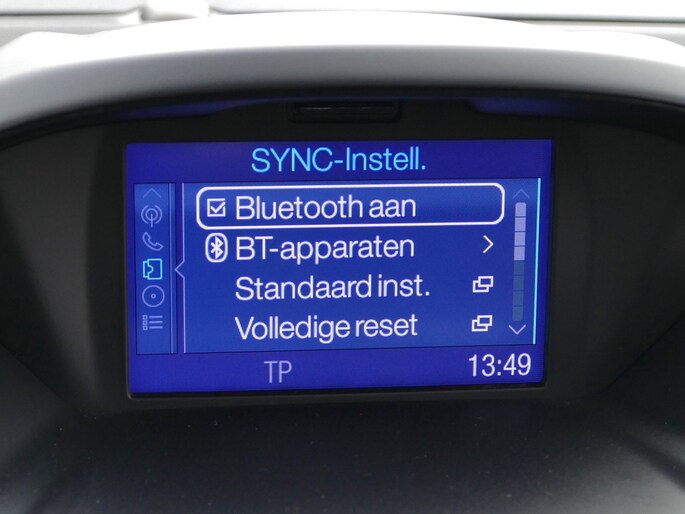 SYNC-Instell.
Bluetooth aan
BT-apparaten
Standaard inst.
Volledige reset
TP 13:49